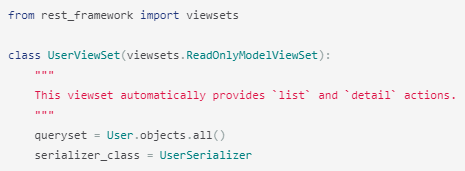 from rest_framework import viewsets
class UserViewSet(viewsets.ReadOnlyModelViewSet):
    """
    This viewset automatically provides `list` and `detail` actions.
    """
    queryset = User.objects.all()
    serializer_class = UserSerializer